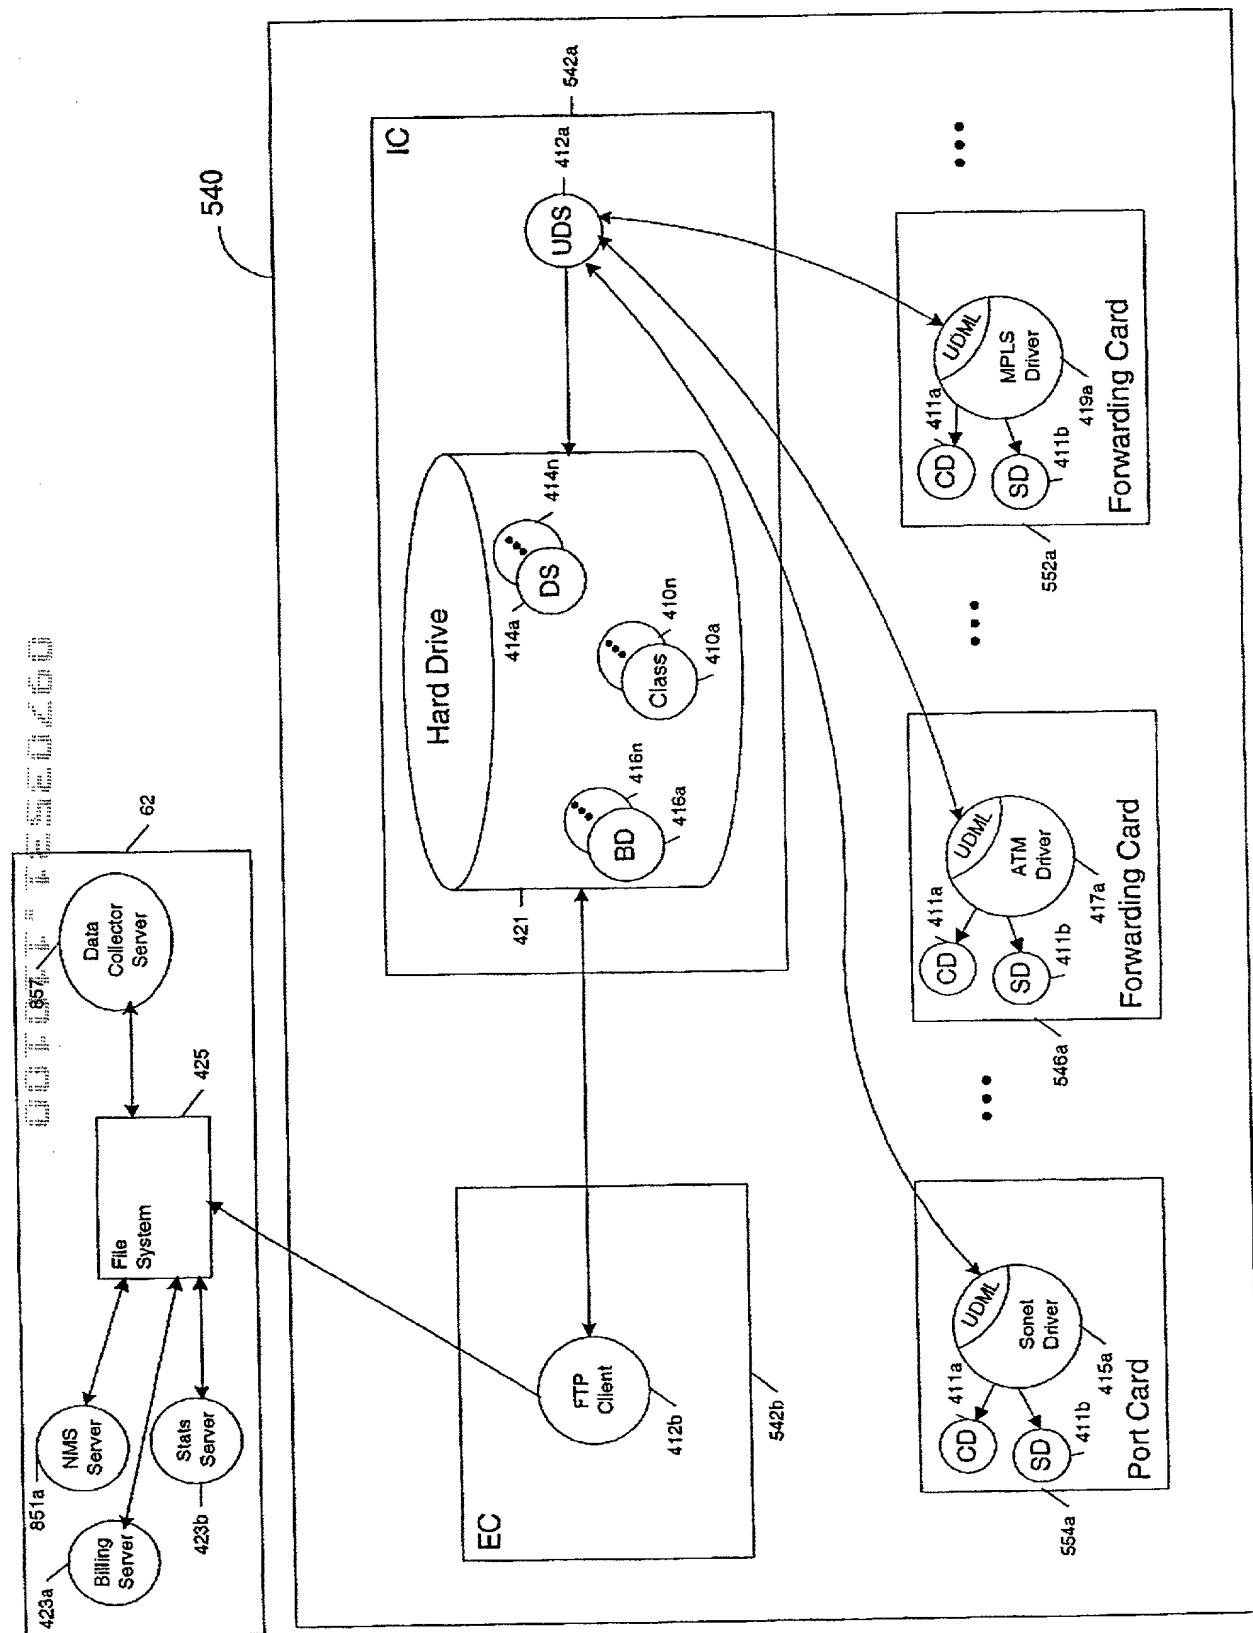 423a
Billing
Server
851a
NMS
Server
Stats
Server
423b
File
System
425
857
Data
Collector
Server
62
540
EC
FTP
Client
412b
542b
IC
542a
421
Hard Drive
BD
416n
416a
Class
410n
410a
DS
414a
414n
UDS
412a
554a
CD
411a
SD
411b
UDML
Sonet
Driver
415a
Port Card
546a
CD
411a
SD
411b
UDML
ATM
Driver
417a
Forwarding Card
552a
CD
411a
SD
411b
UDML
MPLS
Driver
419a
Forwarding Card